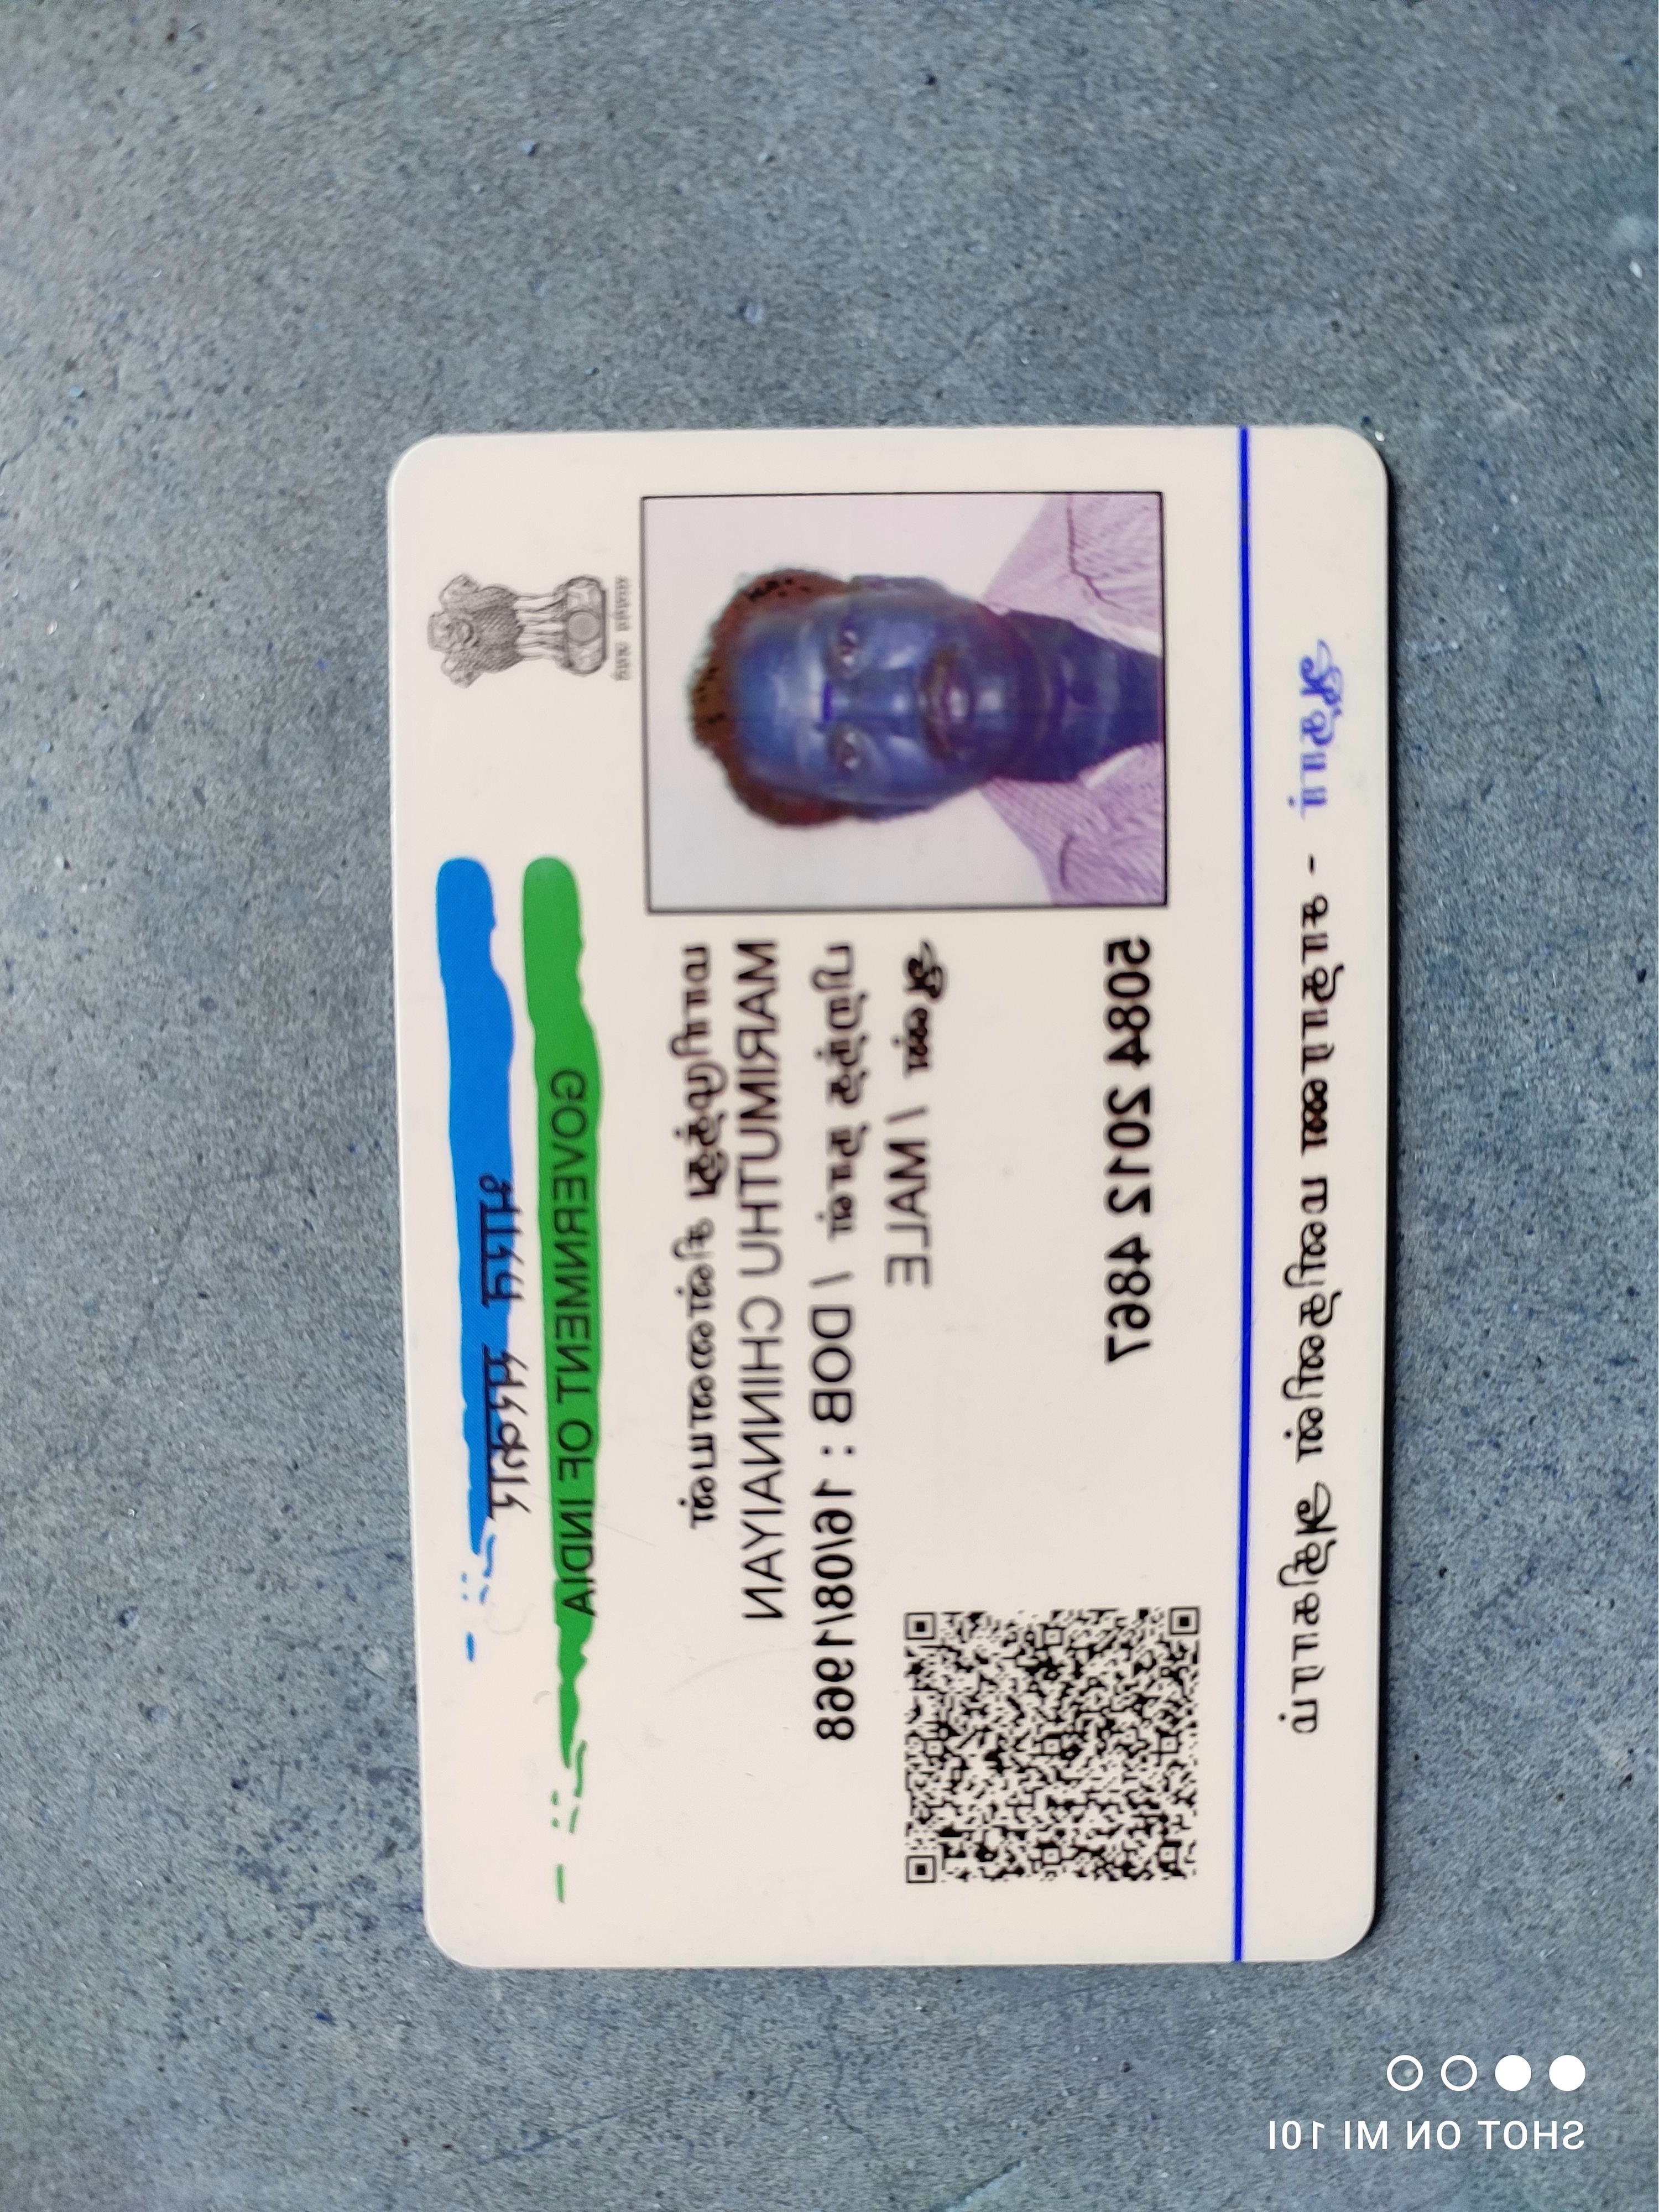 सत्यमेव जयते
भारत सरकार
GOVERNMENT OF INDIA
மாரிமுத்து சின்னையன்
MARIMUTHU CHINNAIYAN
பிறந்த நாள் / DOB : 16/08/1968
ஆண் / MALE
5084 2012 4867
ஆதார் - சாதாரண மனிதனின் அதிகாரம்
SHOT ON MI 10I